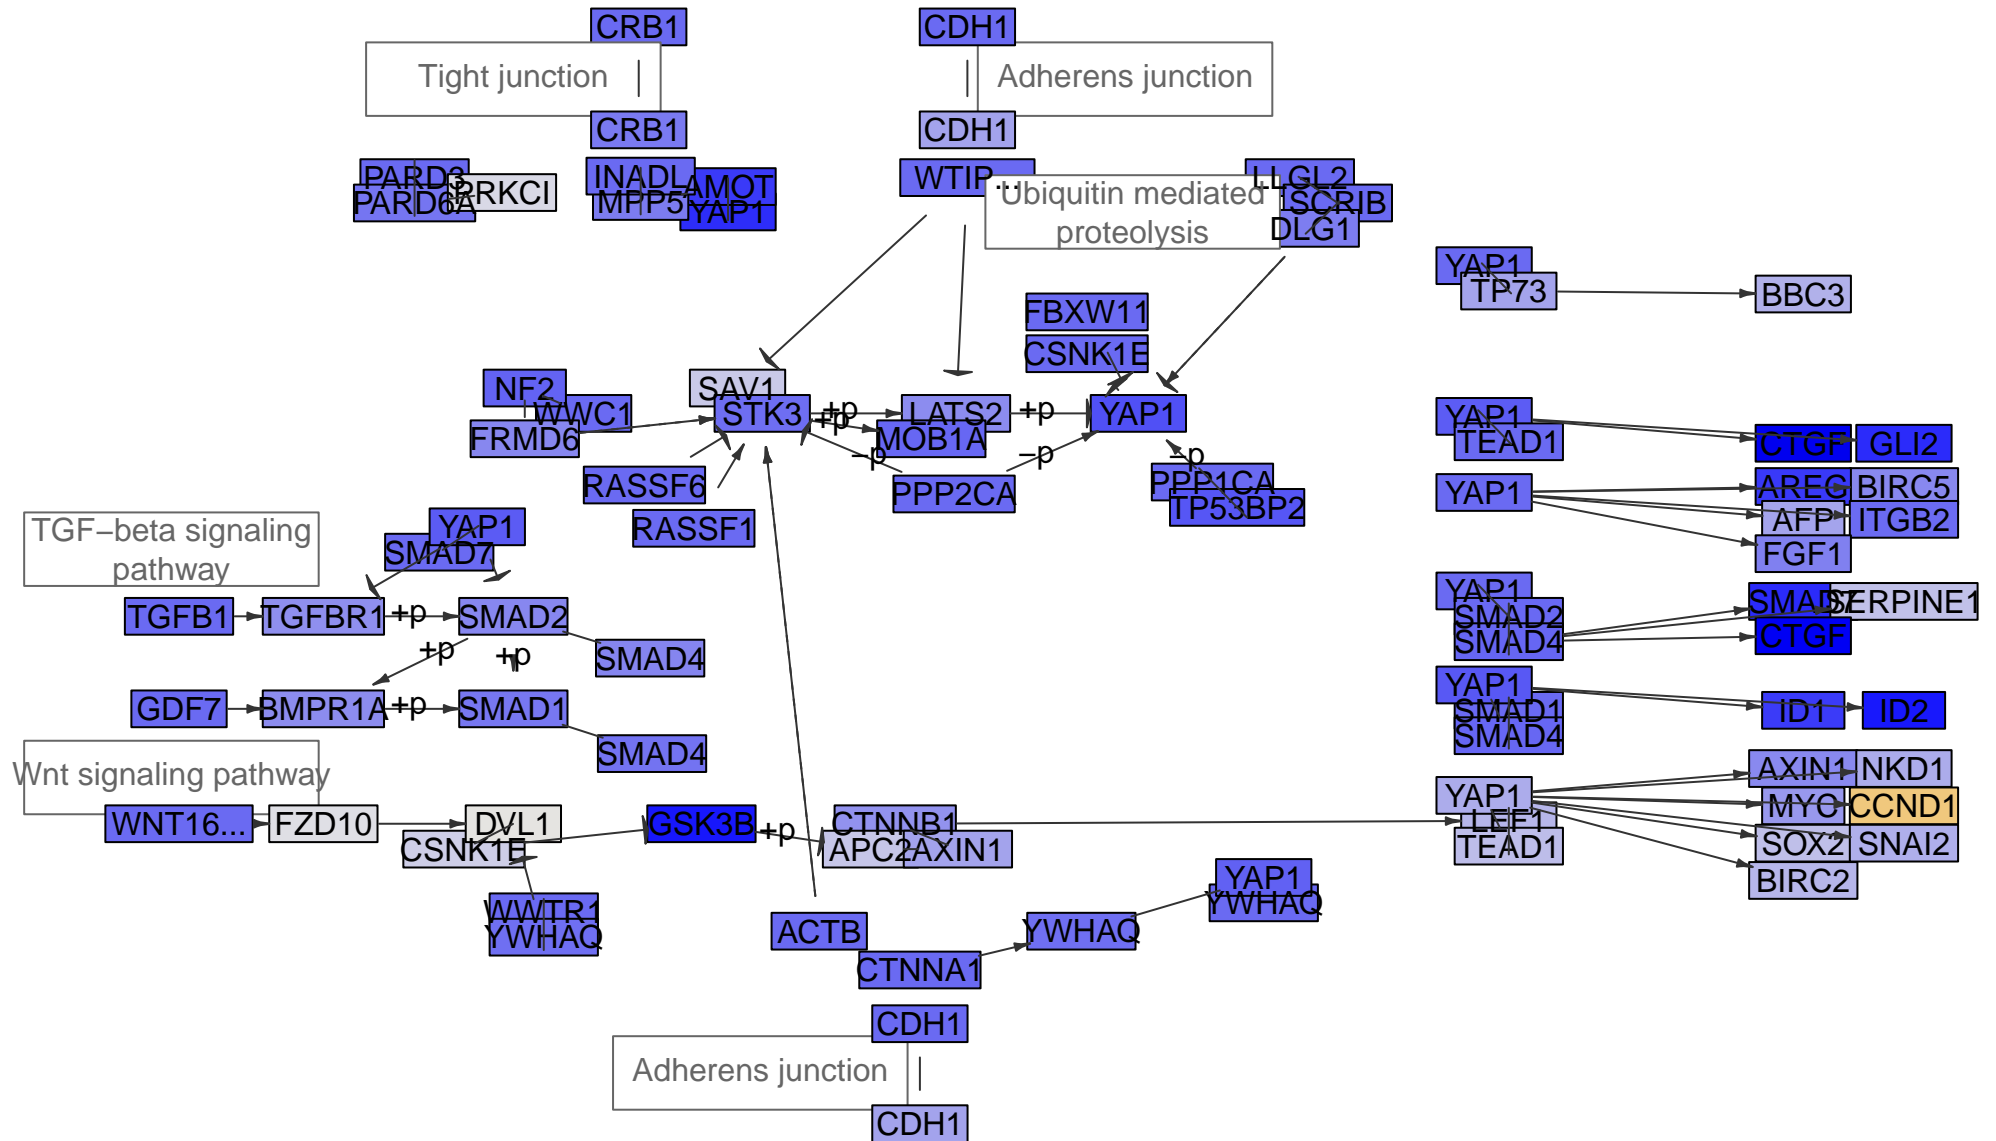 CRB1
CDH1
Tight junction
Adherens junction
CRB1
CDH1
PARD3
PRKCI
PARD6A
INADL
AMOT
MPP5
YAP1
WTIP...
LLGL2
Ubiquitin mediated
proteolysis
SCRIB
DLG1
YAP1
TP73
BBC3
FBXW11
CSNK1E
NF2
WWC1
FRMD6
SAV1
STK3
+p
+p
LATS2
MOB1A
+p
YAP1
−p
−p
−p
RASSF6
RASSF1
PPP2CA
PPP1CA
TP53BP2
YAP1
TEAD1
CTGF
GLI2
YAP1
AREG
BIRC5
AFP
ITGB2
FGF1
TGF−beta signaling
pathway
YAP1
SMAD7
TGFB1
TGFBR1
+p
SMAD2
+p
+p
SMAD4
GDF7
BMPR1A
+p
SMAD1
SMAD4
YAP1
SMAD2
SMAD4
SMAD7
SERPINE1
CTGF
YAP1
SMAD1
SMAD4
ID1
ID2
Wnt signaling pathway
WNT16...
FZD10
DVL1
CSNK1E
GSK3B
+p
CTNNB1
APC2
AXIN1
YAP1
LEF1
TEAD1
AXIN1
NKD1
MYC
CCND1
SOX2
SNAI2
BIRC2
WWTR1
YWHAQ
ACTB
CTNNA1
YWHAQ
YAP1
YWHAQ
CDH1
Adherens junction
CDH1